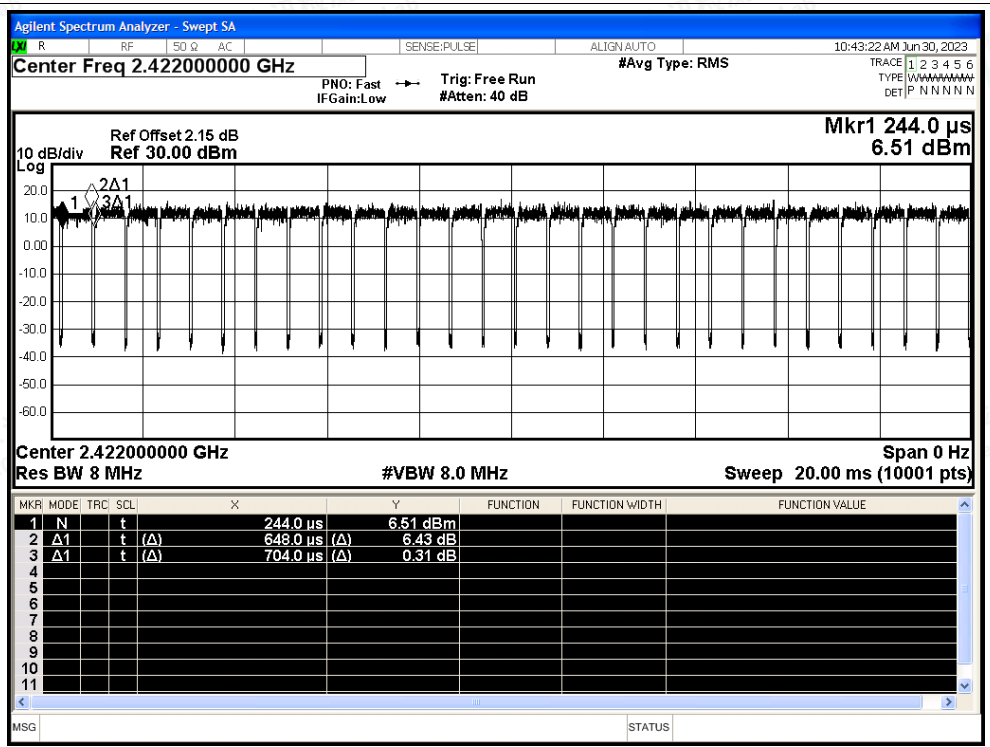 Agilent Spectrum Analyzer - Swept SA
LXI R RF 50 Ω AC SENSE:PULSE ALIGN AUTO 10:43:22 AM Jun 30, 2023
Center Freq 2.422000000 GHz #Avg Type: RMS TRACE 1 2 3 4 5 6
PNO: Fast Trig: Free Run TYPE WWWWWW
IFGain:Low #Atten: 40 dB DET P N N N N N
Mkr1 244.0 µs
Ref Offset 2.15 dB
10 dB/div Ref 30.00 dBm 6.51 dBm
Log
20.0
2Δ1
1 3Δ1
10.0
0.00
-10.0
-20.0
-30.0
-40.0
-50.0
-60.0
Center 2.422000000 GHz Span 0 Hz
Res BW 8 MHz #VBW 8.0 MHz Sweep 20.00 ms (10001 pts)
MKR MODE TRC SCL X Y FUNCTION FUNCTION WIDTH FUNCTION VALUE
1 N t 244.0 µs 6.51 dBm
2 Δ1 t (Δ) 648.0 µs (Δ) 6.43 dB
3 Δ1 t (Δ) 704.0 µs (Δ) 0.31 dB
4
5
6
7
8
9
10
11
MSG STATUS